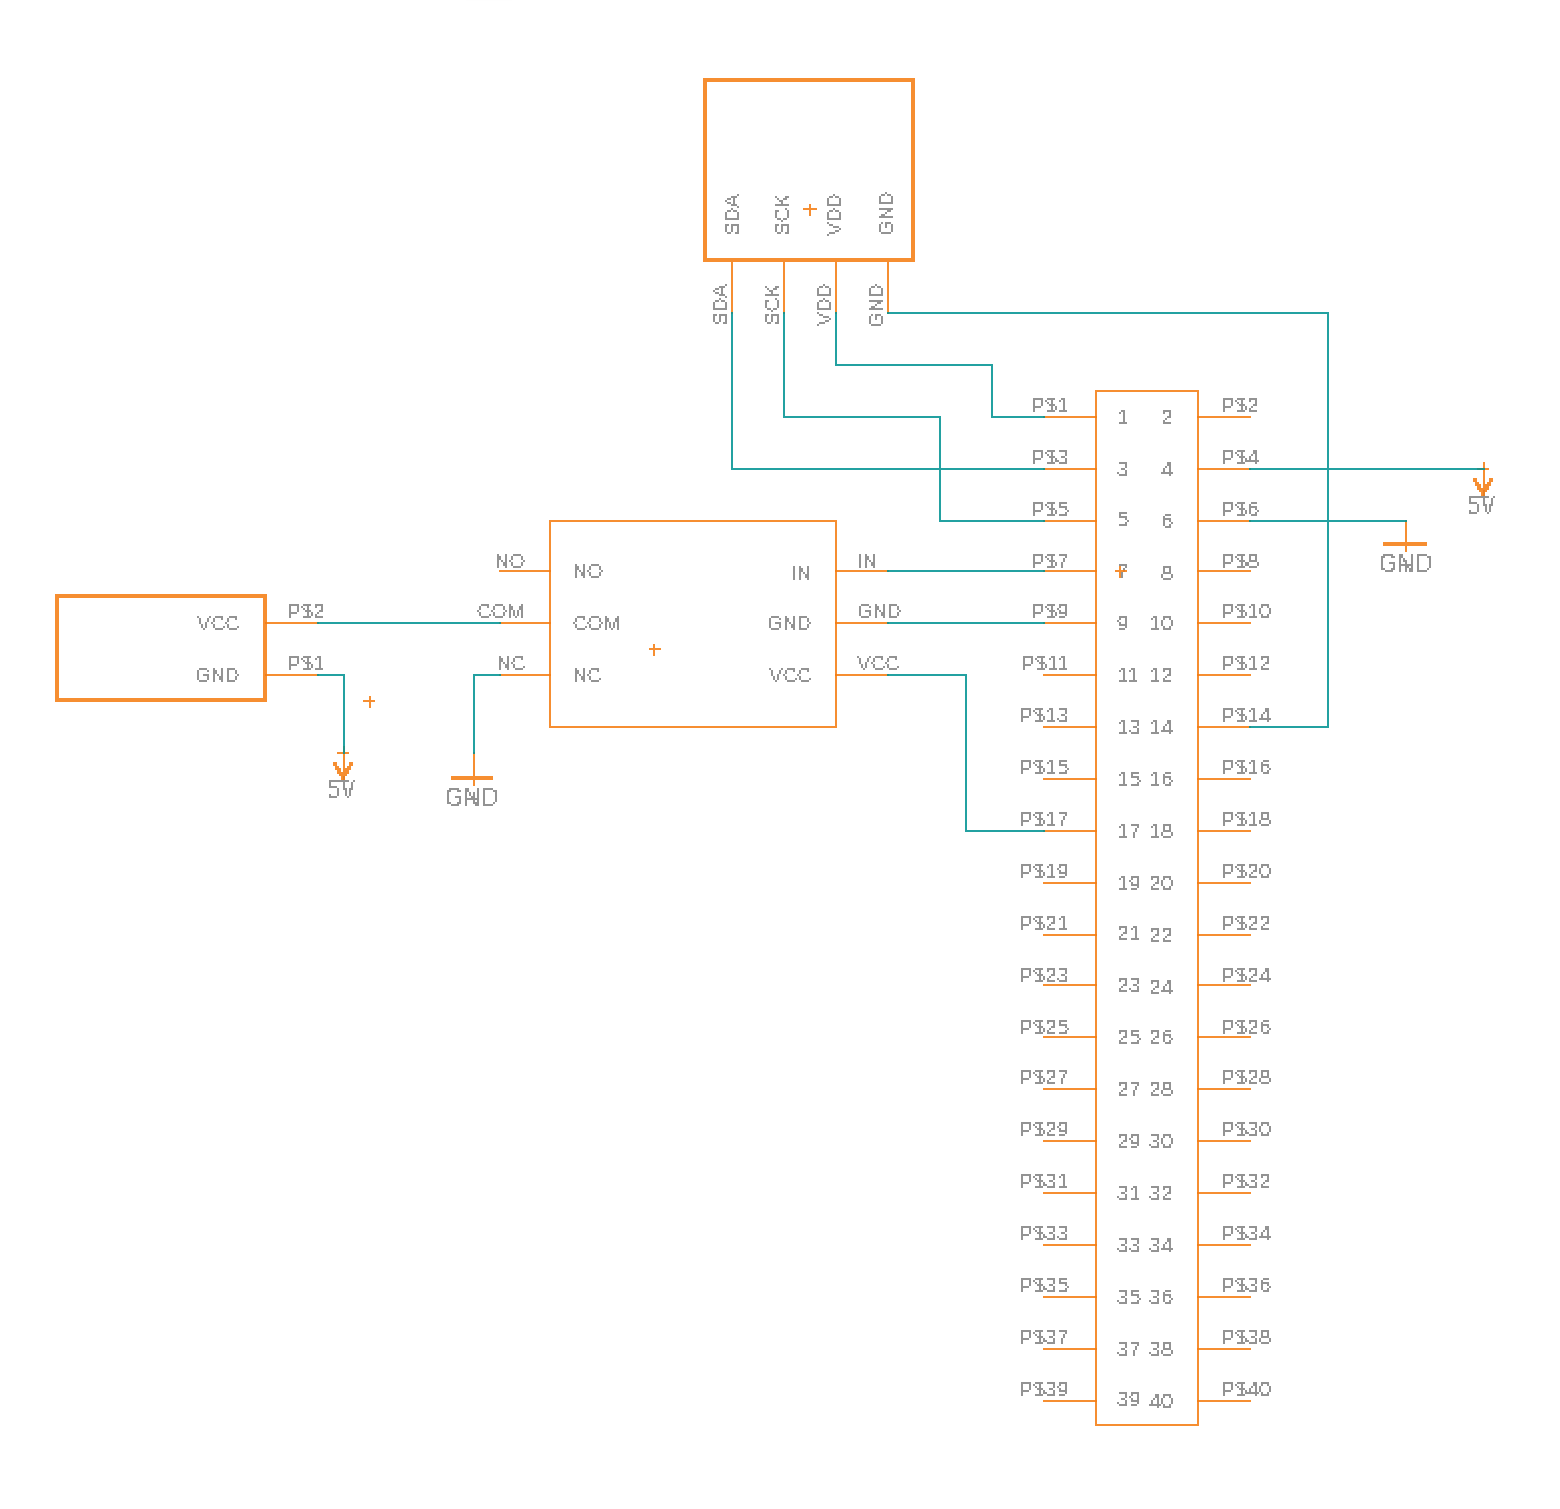 SDA SCK VDD GND
SDA SCK VDD GND
P$1 1 2 P$2
P$3 3 4 P$4
5V
P$5 5 6 P$6
GND
NO NO IN IN P$7 7 8 P$8
VCC P$2 COM COM GND GND P$9 9 10 P$10
GND P$1 NC NC VCC VCC P$11 11 12 P$12
P$13 13 14 P$14
5V
GND
P$15 15 16 P$16
P$17 17 18 P$18
P$19 19 20 P$20
P$21 21 22 P$22
P$23 23 24 P$24
P$25 25 26 P$26
P$27 27 28 P$28
P$29 29 30 P$30
P$31 31 32 P$32
P$33 33 34 P$34
P$35 35 36 P$36
P$37 37 38 P$38
P$39 39 40 P$40